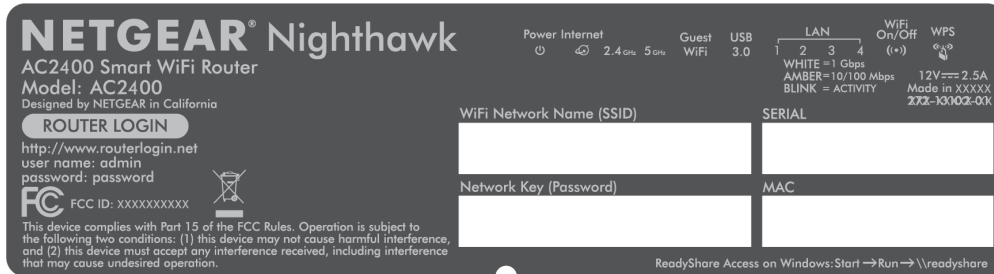 NETGEAR® Nighthawk
AC2400 Smart WiFi Router
Model: AC2400
Designed by NETGEAR in California
ROUTER LOGIN
http://www.routerlogin.net
user name: admin
password: password
FC FCC ID: XXXXXXXXXX
This device complies with Part 15 of the FCC Rules. Operation is subject to
the following two conditions: (1) this device may not cause harmful interference,
and (2) this device must accept any interference received, including interference
that may cause undesired operation.
Power Internet
2.4 GHz 5 GHz
Guest
WiFi
USB
3.0
LAN
1 2 3 4
WHITE = 1 Gbps
AMBER = 10/100 Mbps
BLINK = ACTIVITY
WiFi
On/Off
WPS
12V 2.5A
Made in XXXXX
WiFi Network Name (SSID)
SERIAL
Network Key (Password)
MAC
ReadyShare Access on Windows: Start → Run → \\readyshare